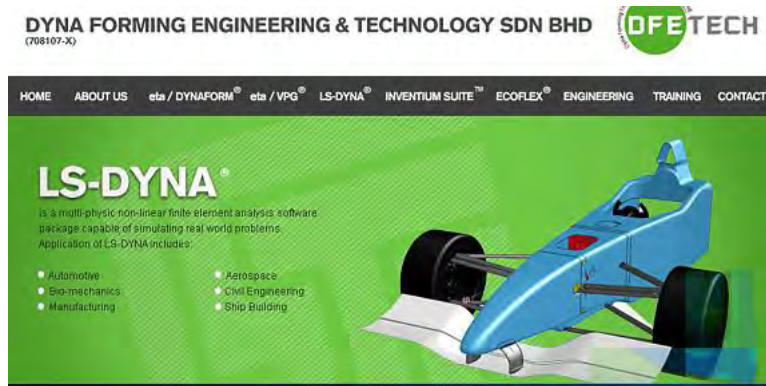 DYNA FORMING ENGINEERING & TECHNOLOGY SDN BHD
(708107-X)
DFETECH
HOME ABOUT US eta / DYNAFORM® eta / VPG® LS-DYNA® INVENTIUM SUITE™ ECOFLEX® ENGINEERING TRAINING CONTACT
LS-DYNA®
is a multi-physic non-linear finite element analysis software
package capable of simulating real world problems.
Application of LS-DYNA includes:
Automotive
Bio-mechanics
Manufacturing
Aerospace
Civil Engineering
Ship Building